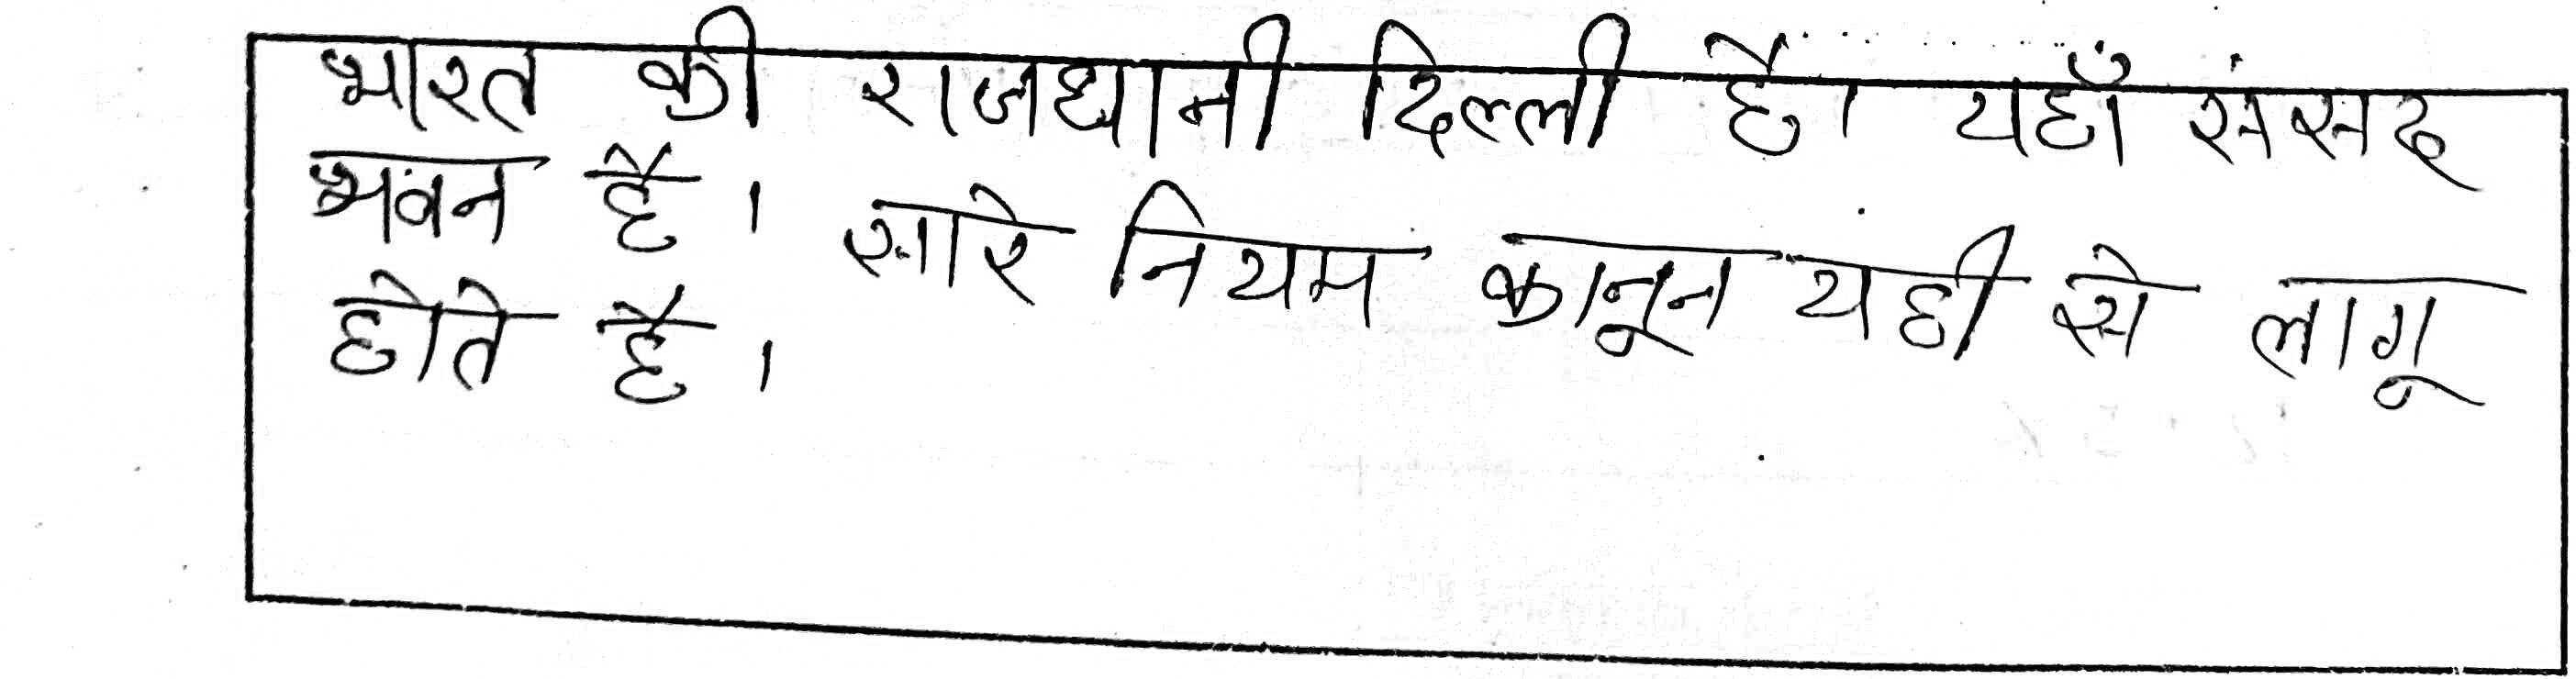 भारत की राजधानी दिल्ली है। यहाँ संसद
भवन है। सारे नियम कानून यही से लागू
होते है।